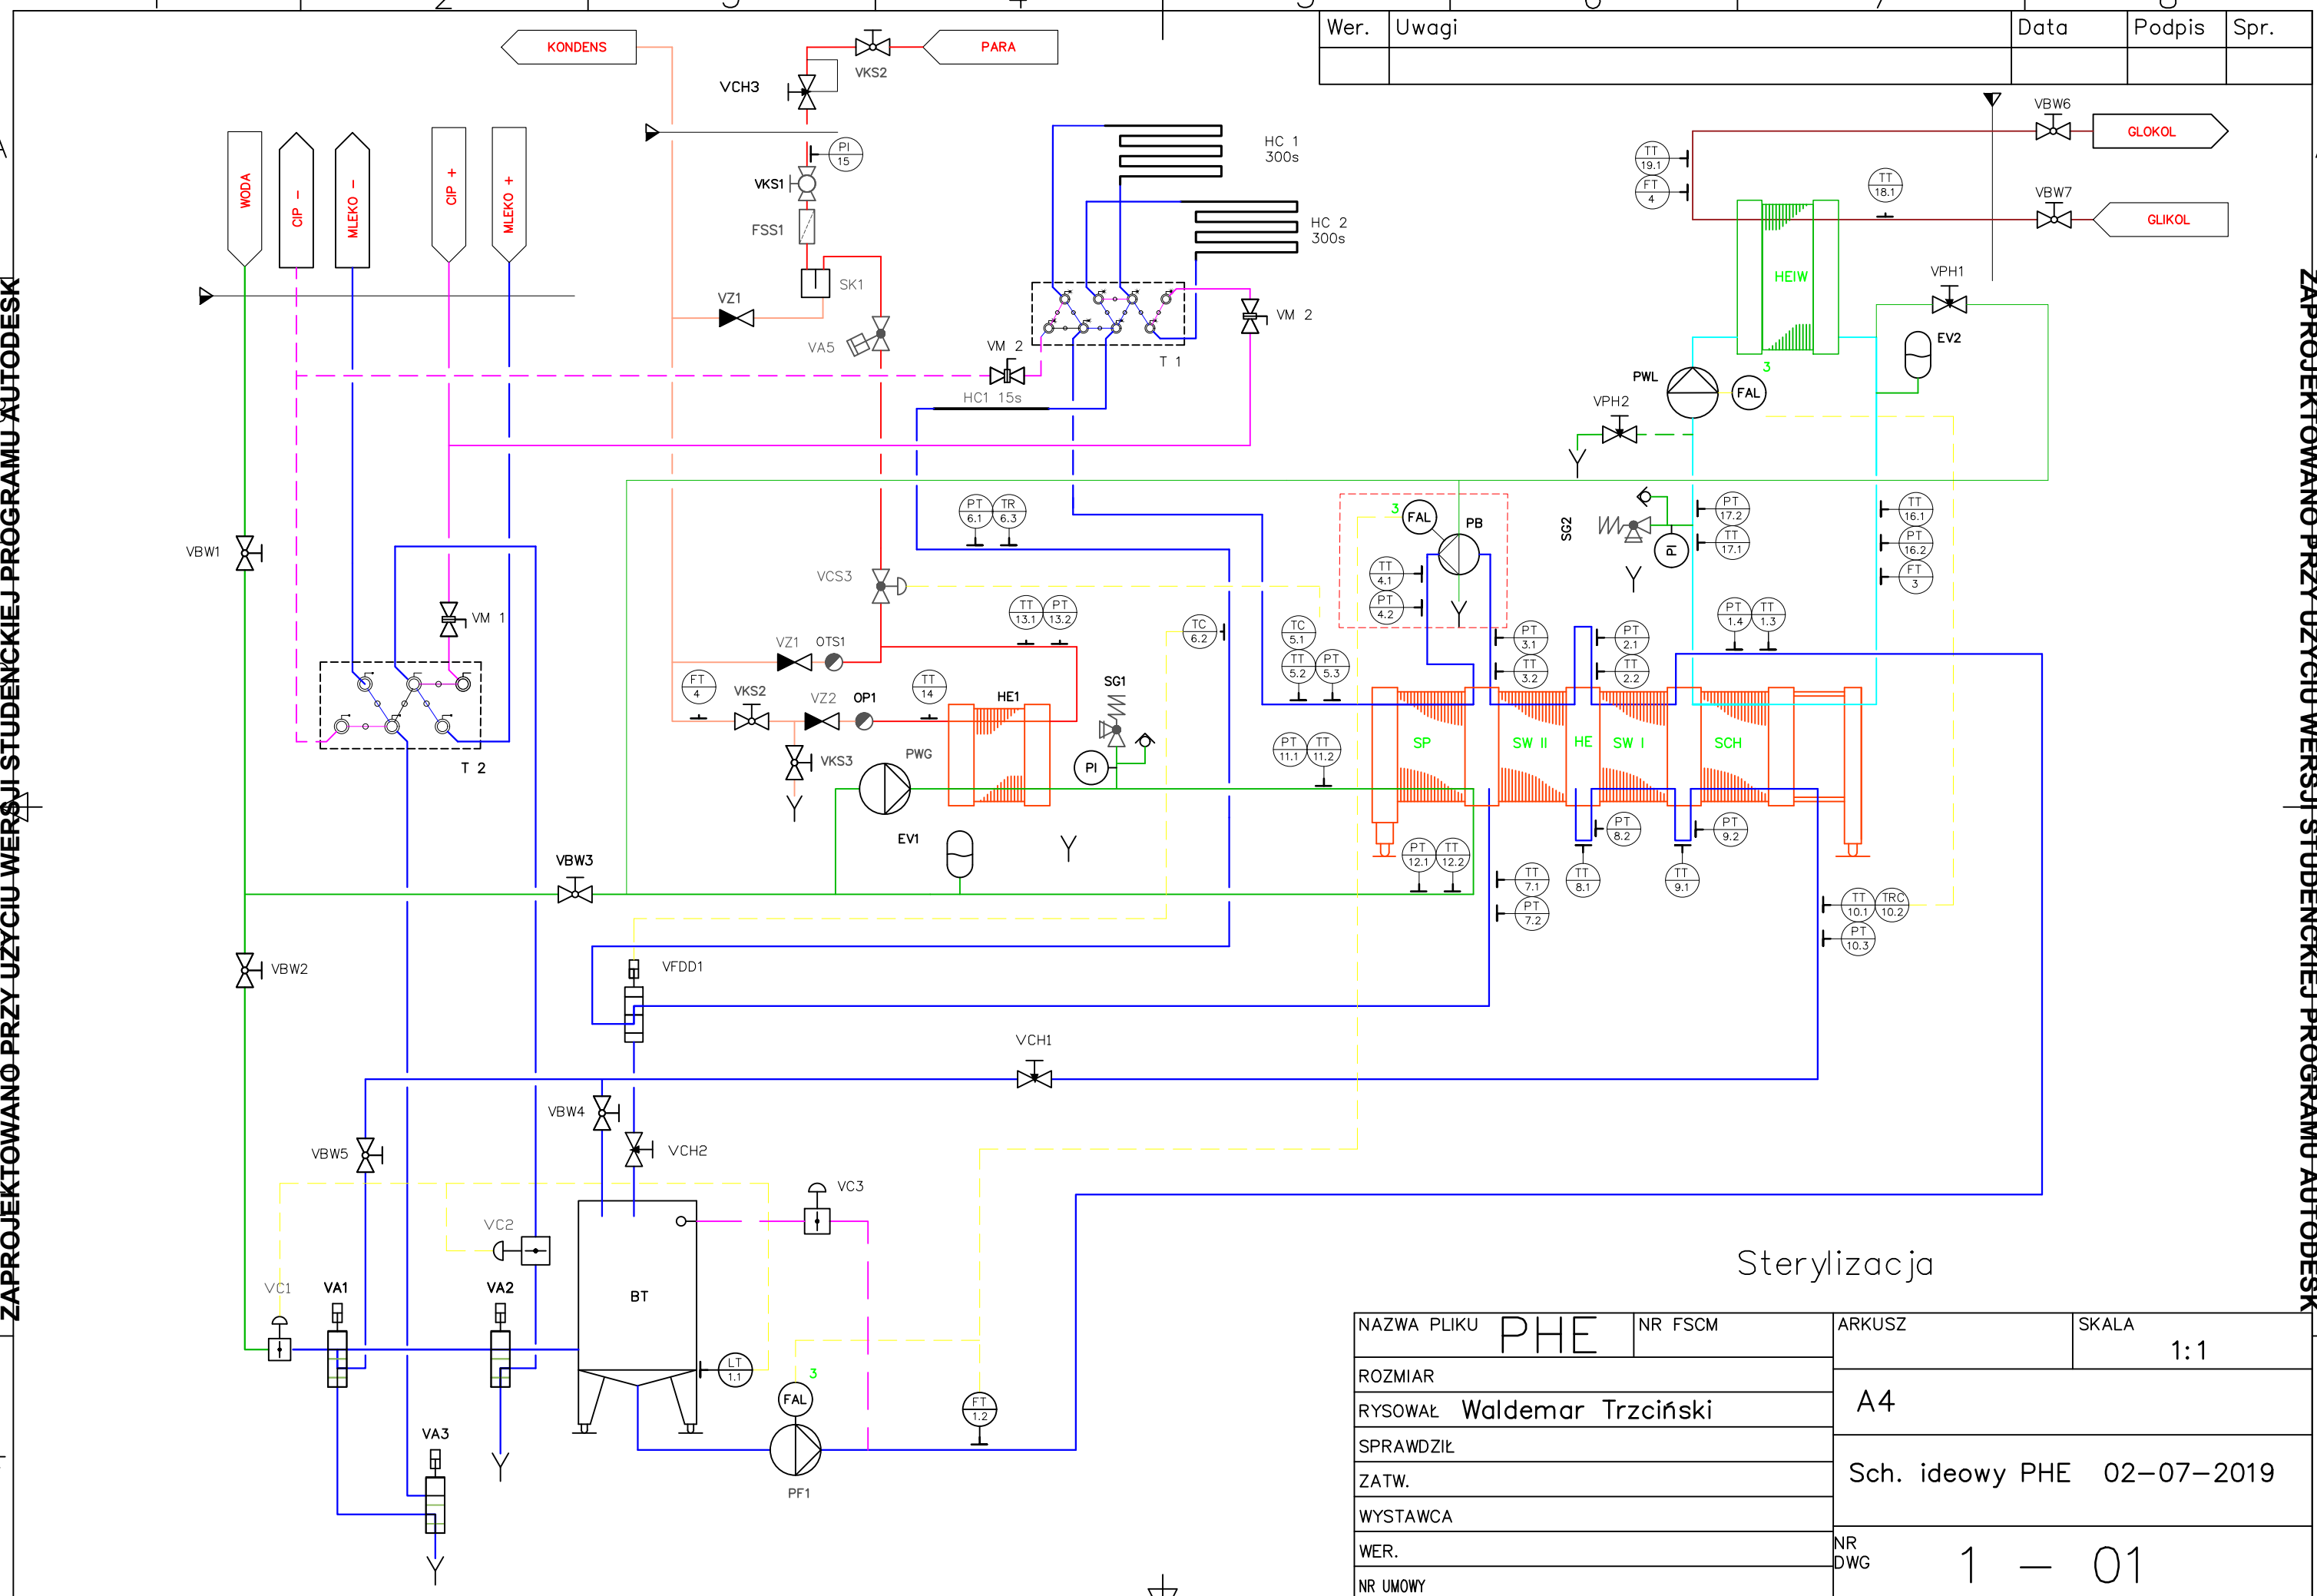 2
3
4
5
6
7
8
Wer. Uwagi Data Podpis Spr.
KONDENS
PARA
VKS2
VCH3
PI 15
VKS1
FSS1
SK1
VZ1
VA5
HC 1
300s
HC 2
300s
VM 2
VM 2
T 1
HC1 15s
A
WODA
CIP -
MLEKO -
CIP +
MLEKO +
VBW6
GLOKOL
TT 19.1
FT 4
TT 18.1
VBW7
GLIKOL
HEIW
VPH1
EV2
3
PWL
FAL
VPH2
SG2
PI
PT 17.2
TT 17.1
TT 16.1
PT 16.2
FT 3
PT 1.4
TT 1.3
VBW1
VM 1
T 2
PT 6.1
TR 6.3
VCS3
TT 13.1
PT 13.2
VZ1
OTS1
FT 4
VKS2
VZ2
OP1
TT 14
HE1
SG1
VKS3
PWG
PI
EV1
TC 6.2
TC 5.1
TT 5.2
PT 5.3
3
FAL
PB
TT 4.1
PT 4.2
PT 3.1
TT 3.2
PT 2.1
TT 2.2
SP
SW II
HE
SW I
SCH
PT 11.1
TT 11.2
PT 12.1
TT 12.2
PT 8.2
PT 9.2
TT 7.1
PT 7.2
TT 8.1
TT 9.1
TT 10.1
TRC 10.2
PT 10.3
VBW3
VBW2
VFDD1
VCH1
VBW4
VBW5
VCH2
VC3
VC2
VC1
VA1
VA2
BT
LT 1.1
3
FAL
FT 1.2
PF1
VA3
Sterylizacja
NAZWA PLIKU PHE
NR FSCM
ARKUSZ
SKALA
1:1
ROZMIAR
A4
RYSOWAŁ Waldemar Trzciński
SPRAWDZIŁ
ZATW.
Sch. ideowy PHE 02-07-2019
WYSTAWCA
WER.
NR DWG
1 - 01
NR UMOWY
ZAPROJEKTOWANO PRZY UZYCIU WERSJI STUDENCKIEJ PROGRAMU AUTODESK
ZAPROJEKTOWANO PRZY UZYCIU WERSJI STUDENCKIEJ PROGRAMU AUTODESK